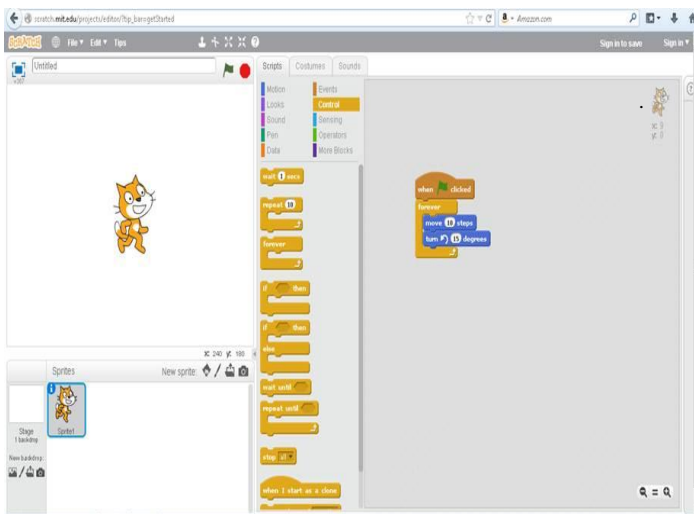 scratch.mit.edu/projects/editor/?tip_bar=getStarted
Amazon.com
SCRATCH File Edit Tips
Sign in to save Sign in
Untitled
Scripts Costumes Sounds
Motion Events
Looks Control
Sound Sensing
Pen Operators
Data More Blocks
wait 1 secs
repeat 10
forever
if then
if then
else
wait until
repeat until
stop all
when I start as a clone
when clicked
forever
move 10 steps
turn 15 degrees
x: 240 y: 180
Sprites New sprite:
Sprite1
Stage
1 backdrop
New backdrop: